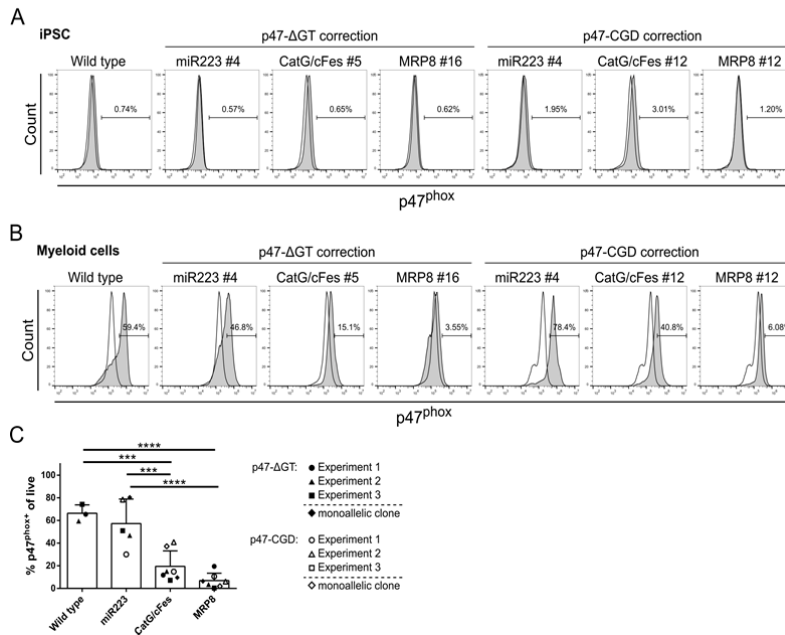 A
iPSC
p47-ΔGT correction
p47-CGD correction
Wild type
miR223 #4
CatG/cFes #5
MRP8 #16
miR223 #4
CatG/cFes #12
MRP8 #12
Count
0.74%
0.57%
0.65%
0.62%
1.95%
3.01%
1.20%
p47phox
B
Myeloid cells
p47-ΔGT correction
p47-CGD correction
Wild type
miR223 #4
CatG/cFes #5
MRP8 #16
miR223 #4
CatG/cFes #12
MRP8 #12
Count
59.4%
46.8%
15.1%
3.55%
78.4%
40.8%
6.08%
p47phox
C
****
***
***
****
% p47phox+ of live
100
80
60
40
20
0
Wild type
miR223
CatG/cFes
MRP8
p47-ΔGT:
Experiment 1
Experiment 2
Experiment 3
monoallelic clone
p47-CGD:
Experiment 1
Experiment 2
Experiment 3
monoallelic clone